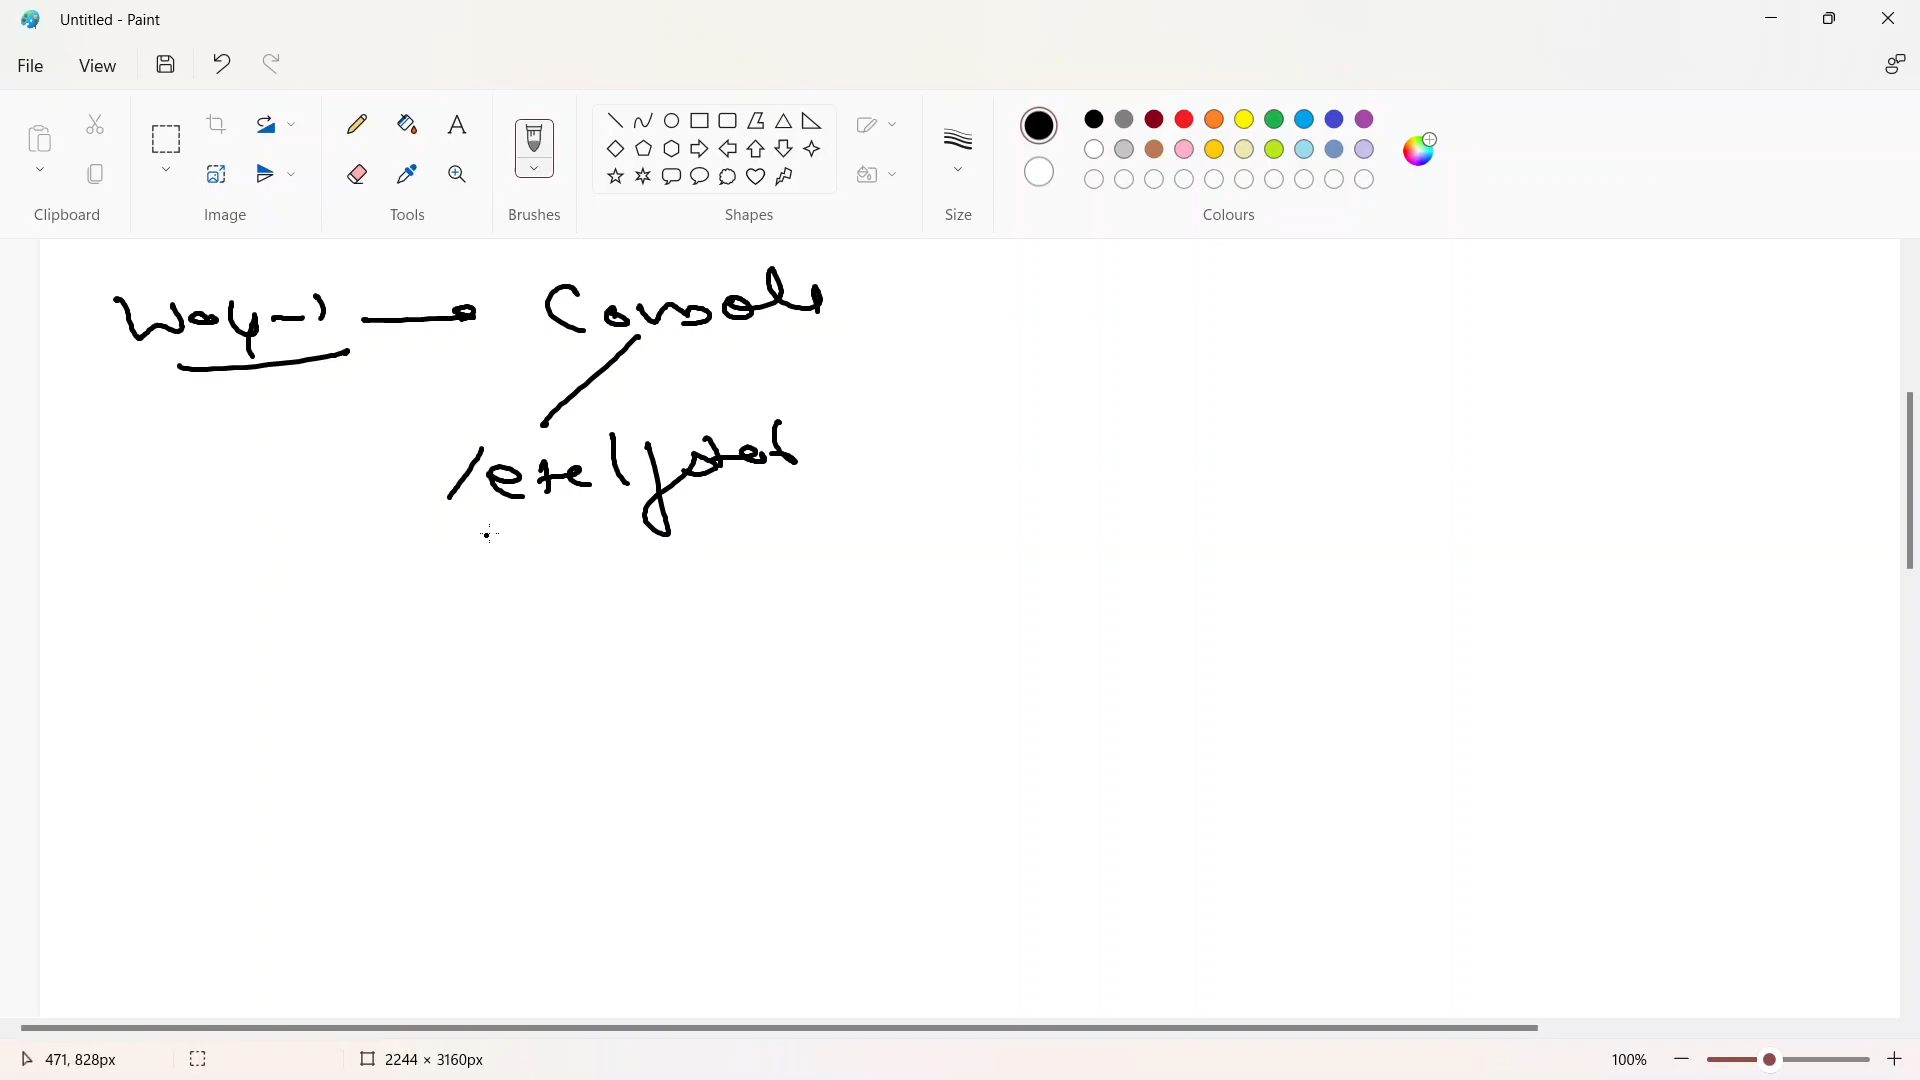 Untitled - Paint
File View
Clipboard Image Tools Brushes Shapes Size Colours
Way-1 Console
/etc/fstab
471, 828px 2244 × 3160px 100%